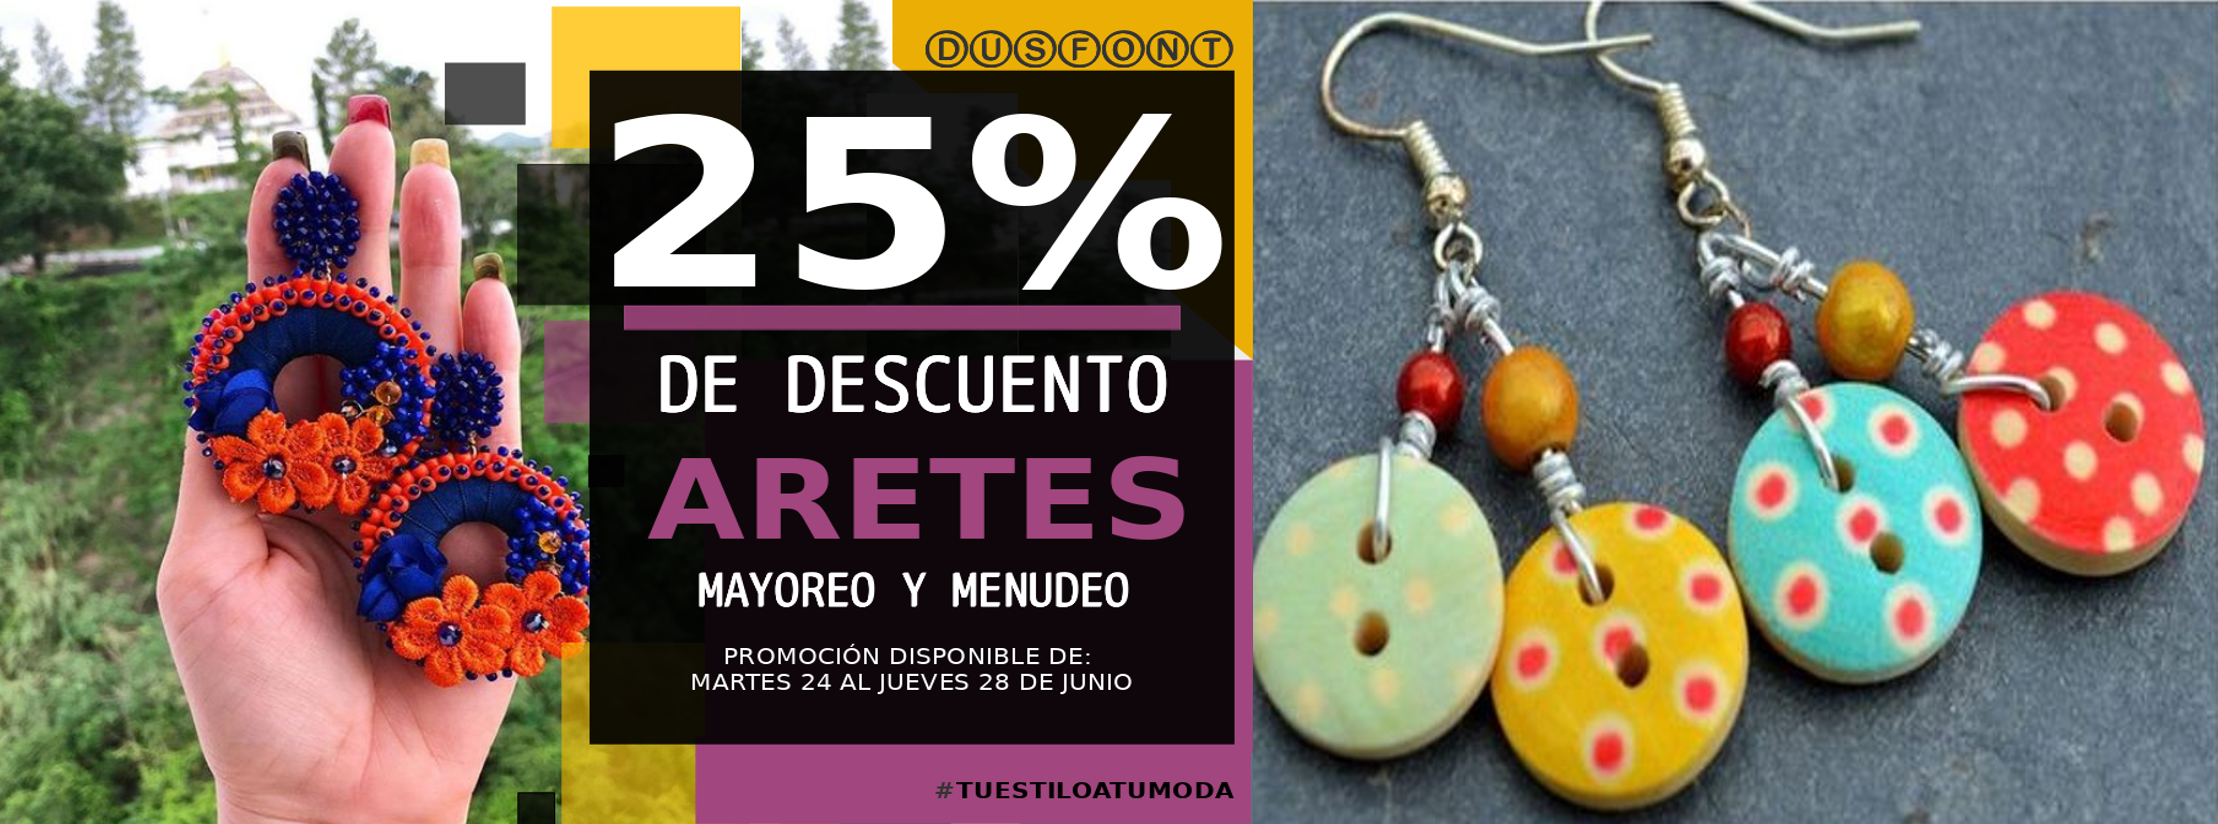 DUSFONT
25%
DE DESCUENTO
ARETES
MAYOREO Y MENUDEO
PROMOCIÓN DISPONIBLE DE:
MARTES 24 AL JUEVES 28 DE JUNIO
#TUESTILOATUMODA